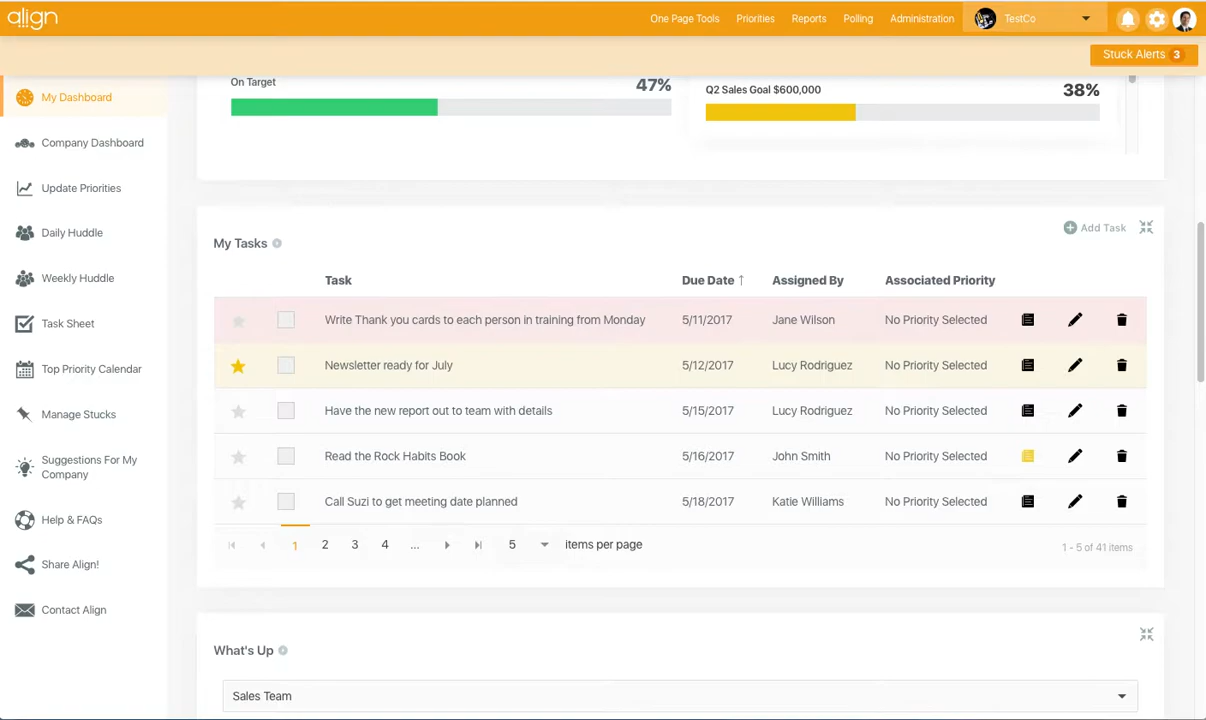 align
One Page Tools Priorities Reports Polling Administration TestCo
Stuck Alerts 3
My Dashboard
Company Dashboard
Update Priorities
Daily Huddle
Weekly Huddle
Task Sheet
Top Priority Calendar
Manage Stucks
Suggestions For My
Company
Help & FAQs
Share Align!
Contact Align
On Target 47%
Q2 Sales Goal $600,000 38%
My Tasks
Add Task
Task Due Date ↑ Assigned By Associated Priority
Write Thank you cards to each person in training from Monday 5/11/2017 Jane Wilson No Priority Selected
Newsletter ready for July 5/12/2017 Lucy Rodriguez No Priority Selected
Have the new report out to team with details 5/15/2017 Lucy Rodriguez No Priority Selected
Read the Rock Habits Book 5/16/2017 John Smith No Priority Selected
Call Suzi to get meeting date planned 5/18/2017 Katie Williams No Priority Selected
1 2 3 4 ... 5 items per page 1 - 5 of 41 items
What's Up
Sales Team